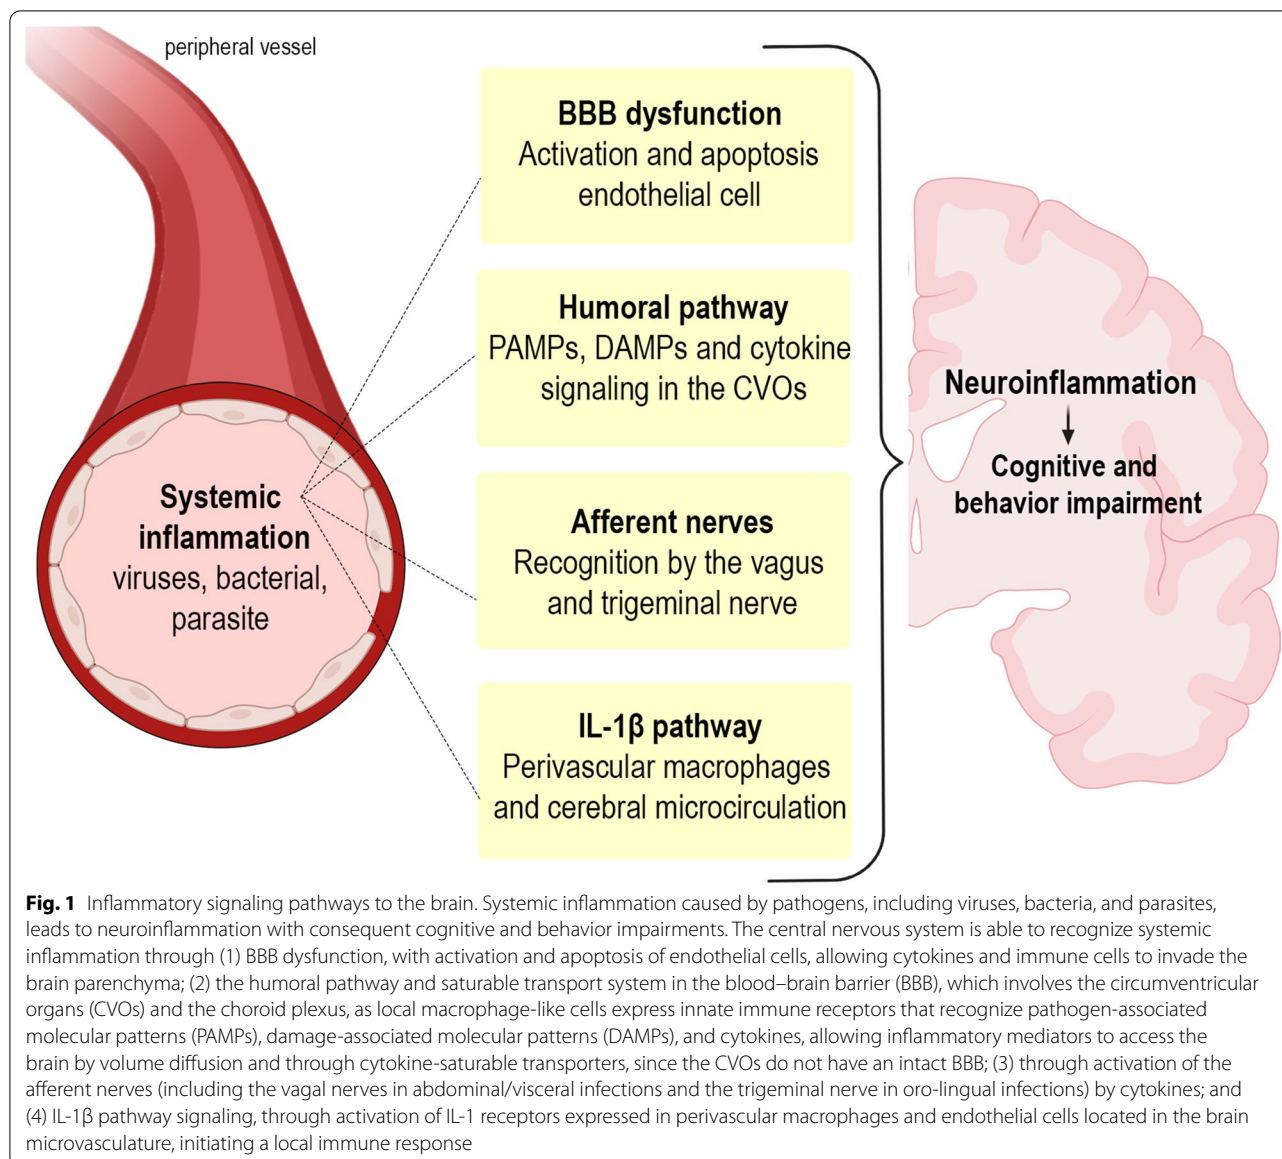 peripheral vessel
BBB dysfunction
Activation and apoptosis
endothelial cell
Humoral pathway
PAMPs, DAMPs and cytokine
signaling in the CVOs
Afferent nerves
Recognition by the vagus
and trigeminal nerve
IL-1β pathway
Perivascular macrophages
and cerebral microcirculation
Systemic
inflammation
viruses, bacterial,
parasite
Neuroinflammation
Cognitive and
behavior impairment
Fig. 1 Inflammatory signaling pathways to the brain. Systemic inflammation caused by pathogens, including viruses, bacteria, and parasites,
leads to neuroinflammation with consequent cognitive and behavior impairments. The central nervous system is able to recognize systemic
inflammation through (1) BBB dysfunction, with activation and apoptosis of endothelial cells, allowing cytokines and immune cells to invade the
brain parenchyma; (2) the humoral pathway and saturable transport system in the blood–brain barrier (BBB), which involves the circumventricular
organs (CVOs) and the choroid plexus, as local macrophage-like cells express innate immune receptors that recognize pathogen-associated
molecular patterns (PAMPs), damage-associated molecular patterns (DAMPs), and cytokines, allowing inflammatory mediators to access the
brain by volume diffusion and through cytokine-saturable transporters, since the CVOs do not have an intact BBB; (3) through activation of the
afferent nerves (including the vagal nerves in abdominal/visceral infections and the trigeminal nerve in oro-lingual infections) by cytokines; and
(4) IL-1β pathway signaling, through activation of IL-1 receptors expressed in perivascular macrophages and endothelial cells located in the brain
microvasculature, initiating a local immune response